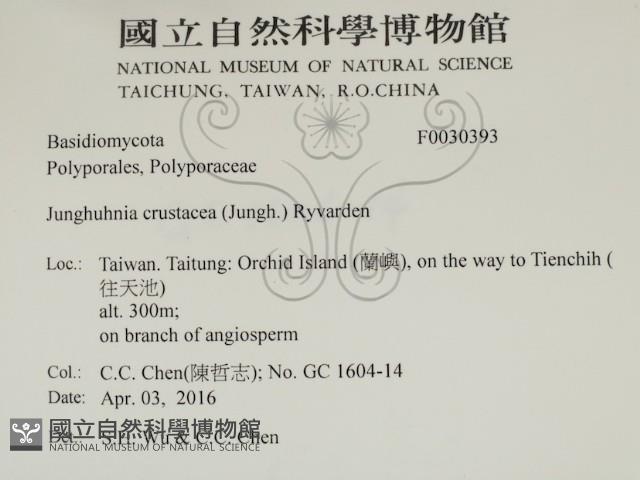 國立自然科學博物館
NATIONAL MUSEUM OF NATURAL SCIENCE
TAICHUNG, TAIWAN, R.O.CHINA
Basidiomycota F0030393
Polyporales, Polyporaceae
Junghuhnia crustacea (Jungh.) Ryvarden
Loc.: Taiwan. Taitung: Orchid Island (蘭嶼), on the way to Tienchih (
往天池)
alt. 300m;
on branch of angiosperm
Col.: C.C. Chen(陳哲志); No. GC 1604-14
Date: Apr. 03, 2016
Det.: S.H. Wu & C.C. Chen
國立自然科學博物館
NATIONAL MUSEUM OF NATURAL SCIENCE